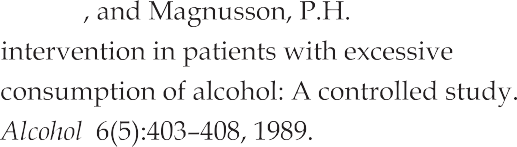 , and Magnusson, P.H.
intervention in patients with excessive
consumption of alcohol: A controlled study.
Alcohol 6(5):403–408, 1989.